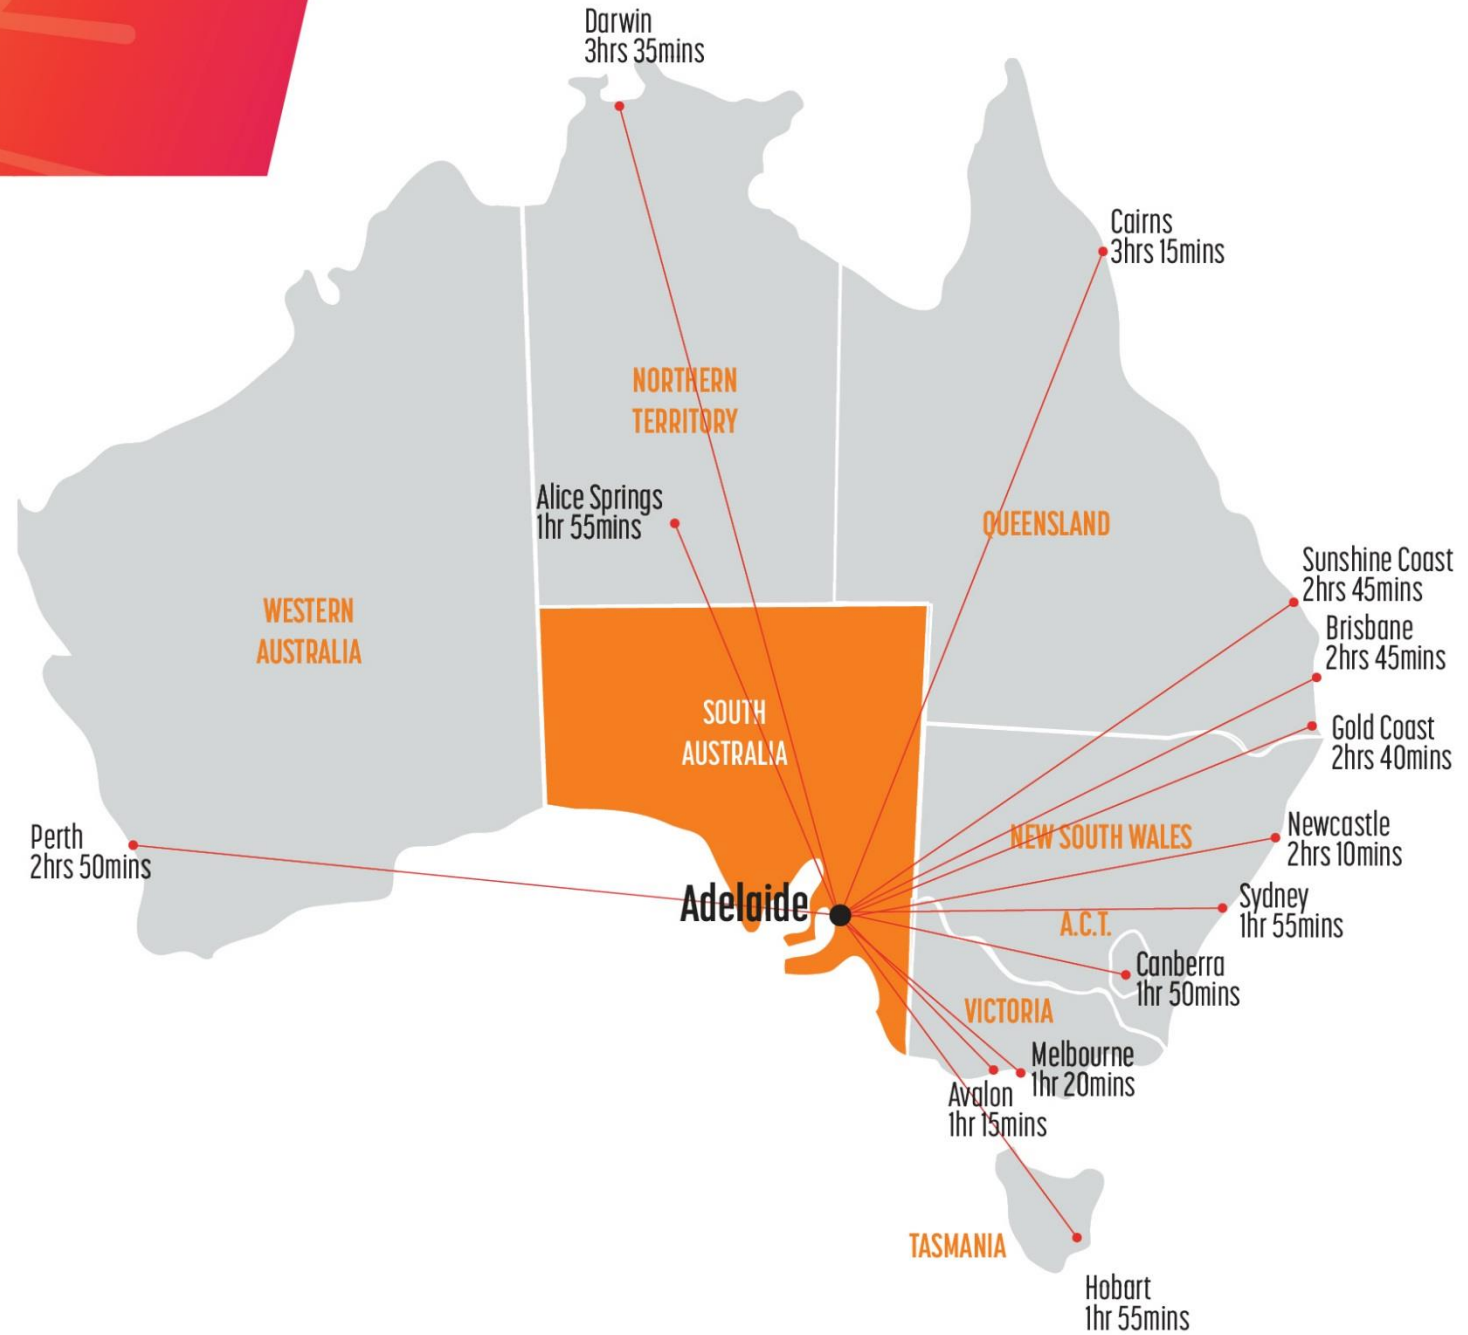 Darwin
3hrs 35mins
Cairns
3hrs 15mins
NORTHERN
TERRITORY
Alice Springs
1hr 55mins
QUEENSLAND
Sunshine Coast
2hrs 45mins
WESTERN
AUSTRALIA
Brisbane
2hrs 45mins
SOUTH
AUSTRALIA
Gold Coast
2hrs 40mins
Perth
2hrs 50mins
NEW SOUTH WALES
Newcastle
2hrs 10mins
Adelaide
Sydney
1hr 55mins
A.C.T.
Canberra
1hr 50mins
VICTORIA
Melbourne
1hr 20mins
Avalon
1hr 15mins
TASMANIA
Hobart
1hr 55mins